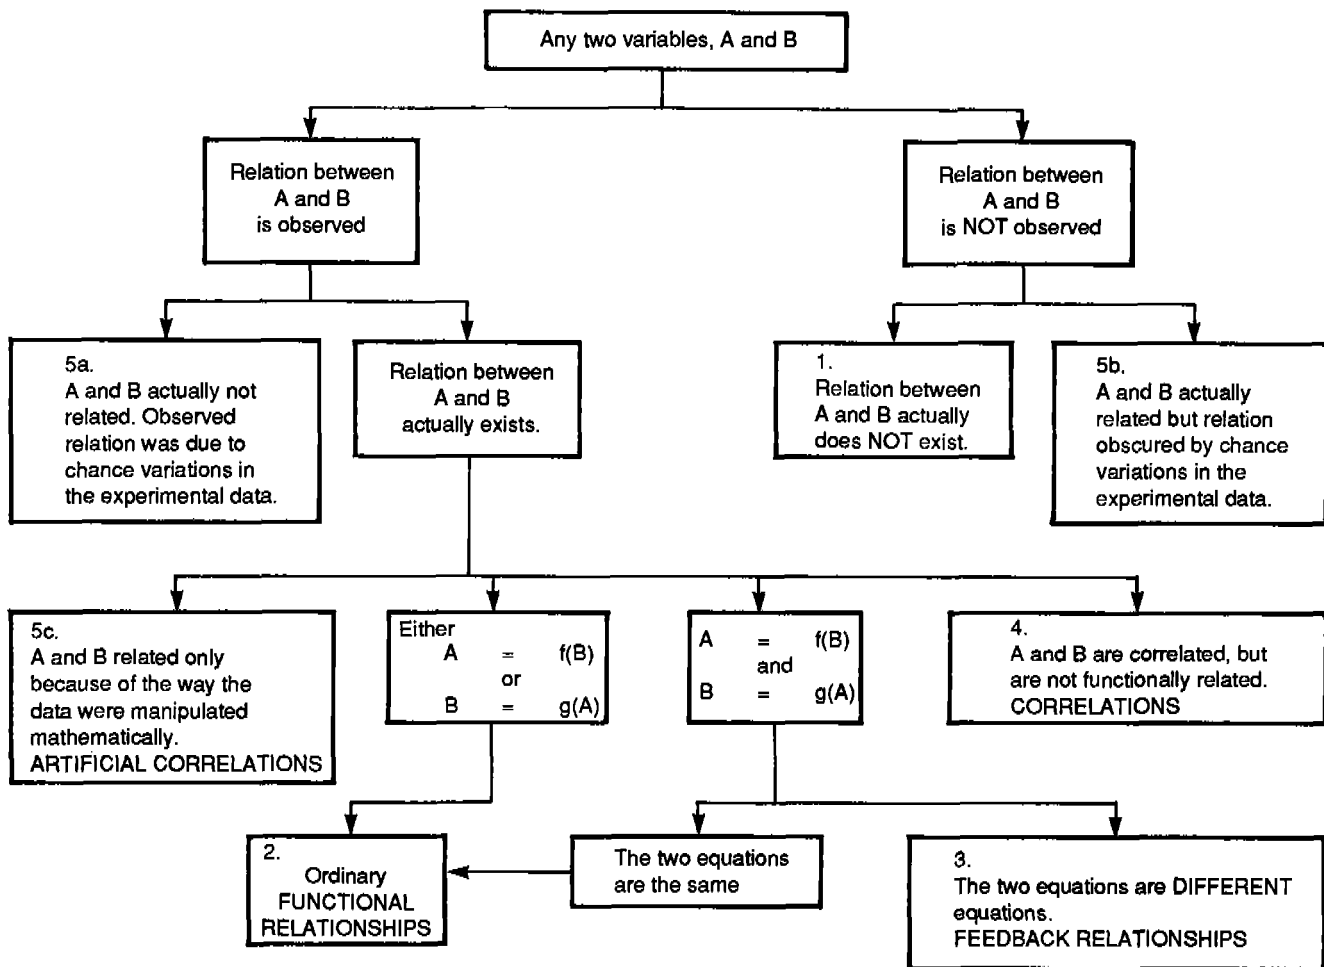 Any two variables, A and B
Relation between
A and B
is observed
Relation between
A and B
is NOT observed
5a.
A and B actually not
related. Observed
relation was due to
chance variations in
the experimental data.
Relation between
A and B
actually exists.
1.
Relation between
A and B actually
does NOT exist.
5b.
A and B actually
related but relation
obscured by chance
variations in the
experimental data.
5c.
A and B related only
because of the way the
data were manipulated
mathematically.
ARTIFICIAL CORRELATIONS
Either
A = f(B)
or
B = g(A)
A = f(B)
and
B = g(A)
4.
A and B are correlated, but
are not functionally related.
CORRELATIONS
2.
Ordinary
FUNCTIONAL
RELATIONSHIPS
The two equations
are the same
3.
The two equations are DIFFERENT
equations.
FEEDBACK RELATIONSHIPS